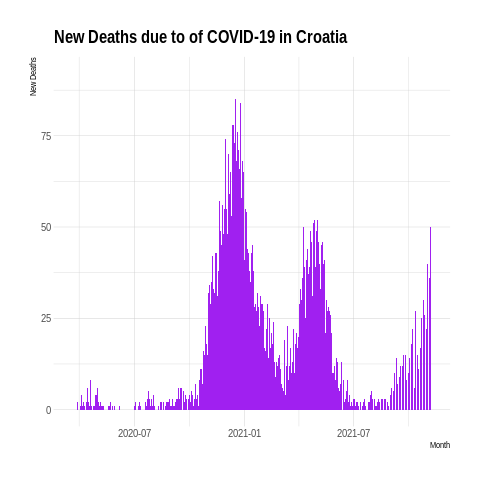 New Deaths due to of COVID-19 in Croatia
New Deaths
75
50
25
0
2020-07
2021-01
2021-07
Month